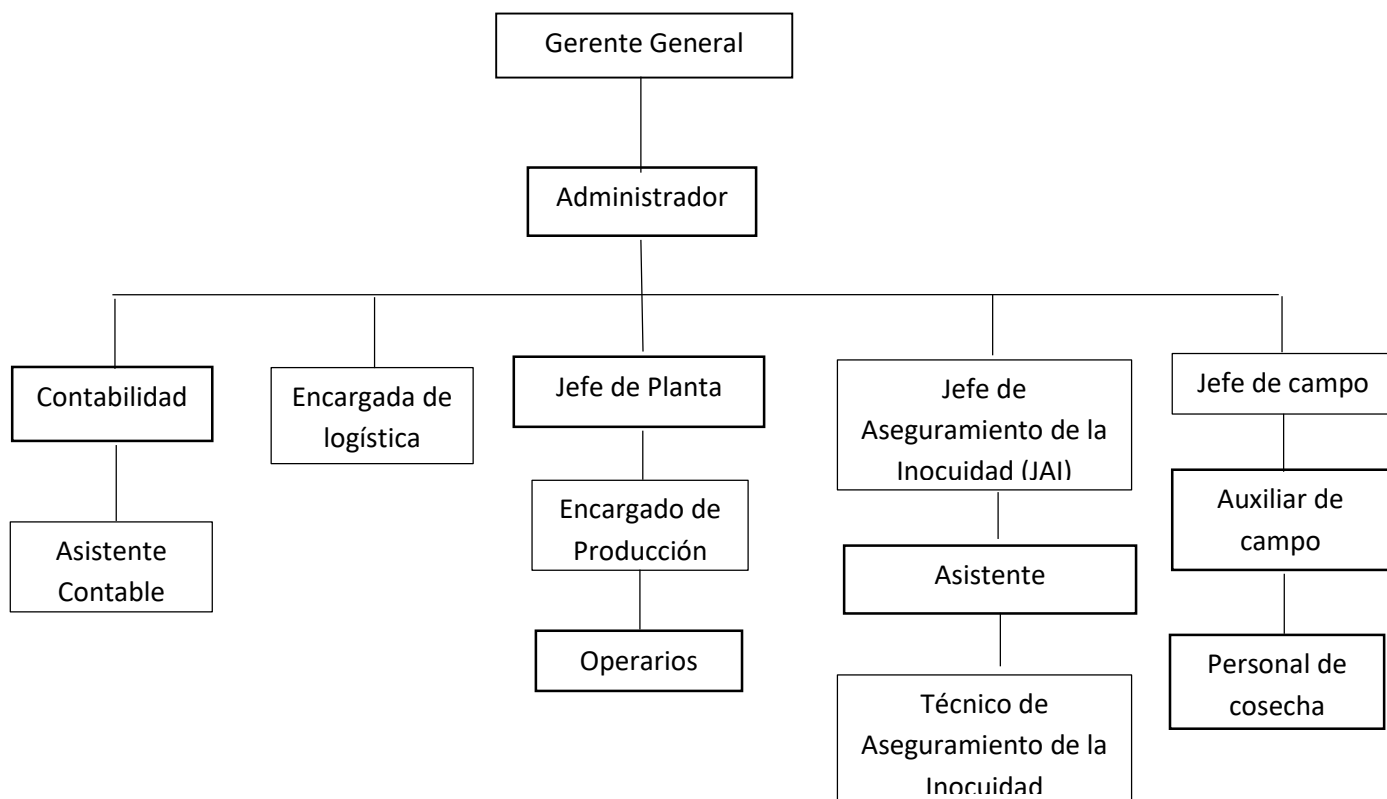 Gerente General
Administrador
Contabilidad
Encargada de
logística
Jefe de Planta
Jefe de
Aseguramiento de la
Inocuidad (JAI)
Jefe de campo
Asistente
Contable
Encargado de
Producción
Asistente
Auxiliar de
campo
Operarios
Técnico de
Aseguramiento de la
Inocuidad
Personal de
cosecha